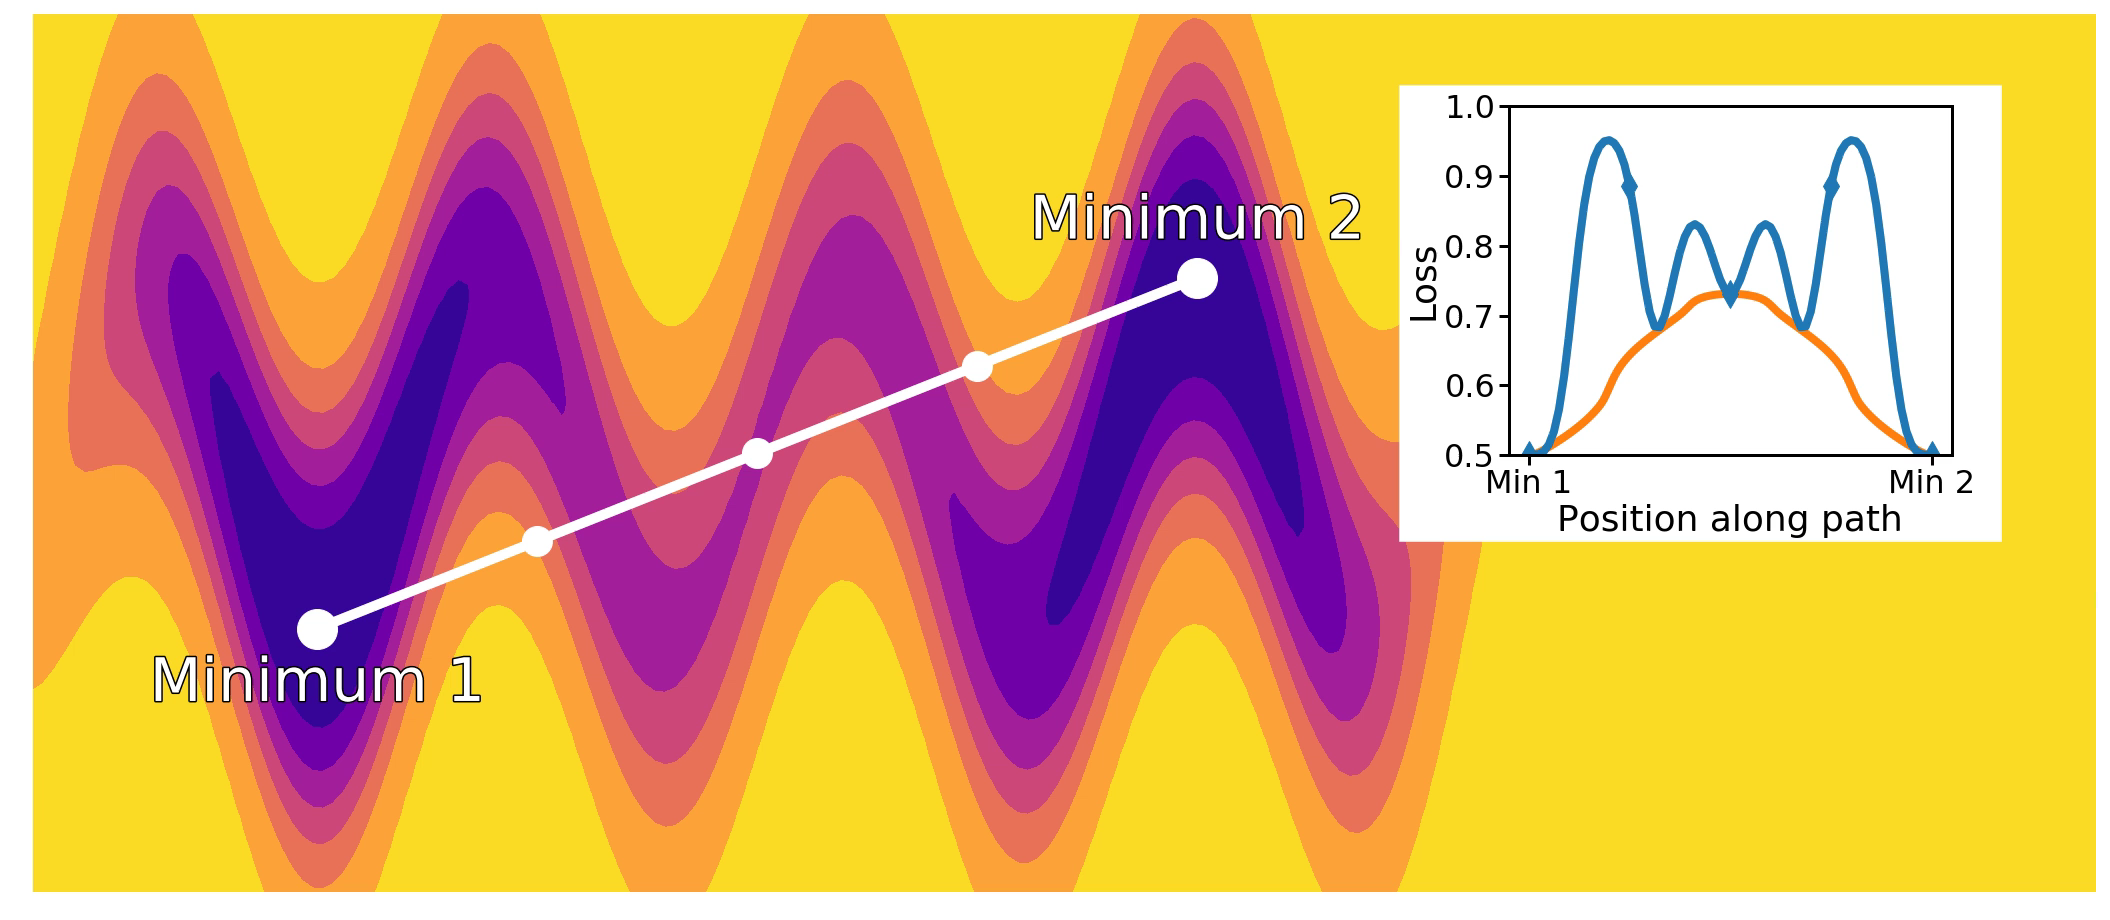 Minimum 1
Minimum 2
1.0
0.9
0.8
0.7
0.6
0.5
Loss
Min 1
Min 2
Position along path